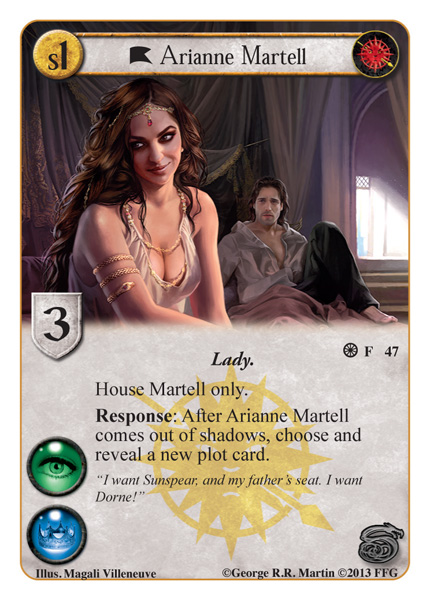 s1
Arianne Martell
3
F 47
Lady.
House Martell only.
Response: After Arianne Martell
comes out of shadows, choose and
reveal a new plot card.
“I want Sunspear, and my father’s seat. I want
Dorne!”
Illus. Magali Villeneuve ©George R.R. Martin ©2013 FFG